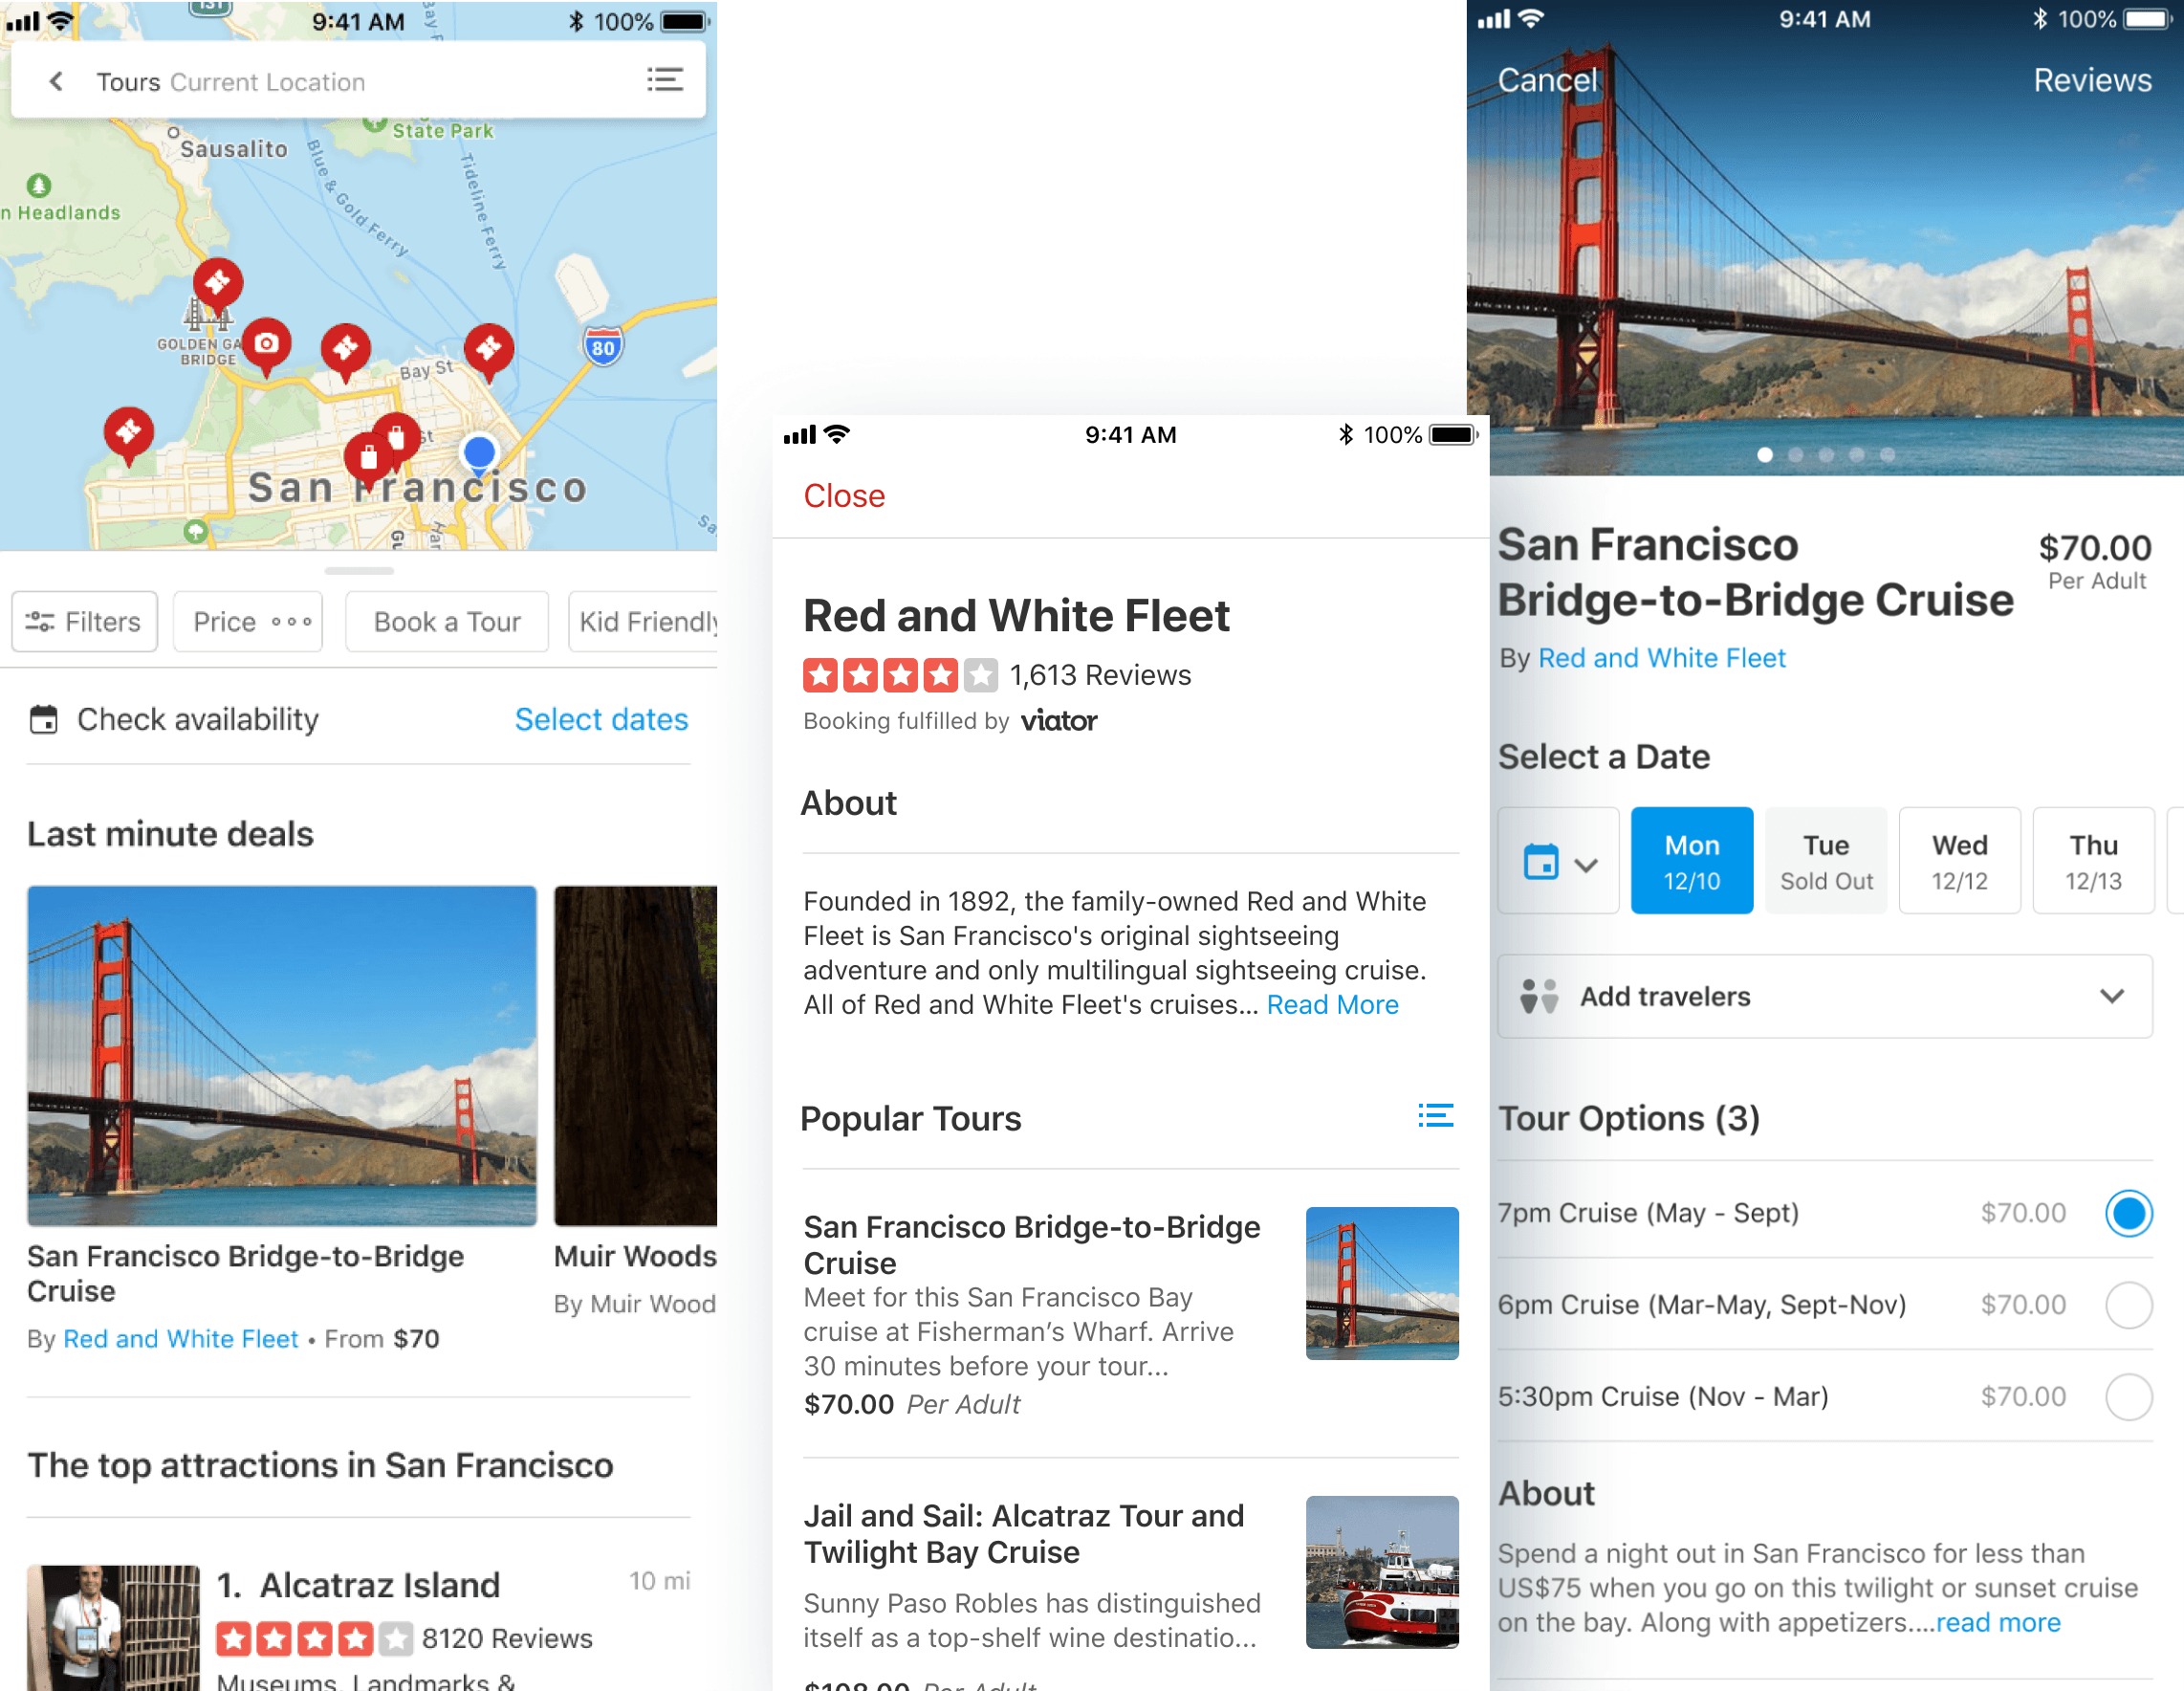 9:41 AM
100%
Tours Current Location
State Park
Sausalito
Blue & Gold Ferry
Tideline Ferry
n Headlands
80
BRIDGE
Bay St
St
San Francisco
Filters
Price
Book a Tour
Kid Friendly
Check availability
Select dates
Last minute deals
San Francisco Bridge-to-Bridge
Cruise
By Red and White Fleet • From $70
Muir Woods
By Muir Wood
The top attractions in San Francisco
1. Alcatraz Island
10 mi
8120 Reviews
Museums, Landmarks &
9:41 AM
100%
Close
Red and White Fleet
1,613 Reviews
Booking fulfilled by viator
About
Founded in 1892, the family-owned Red and White
Fleet is San Francisco's original sightseeing
adventure and only multilingual sightseeing cruise.
All of Red and White Fleet's cruises... Read More
Popular Tours
San Francisco Bridge-to-Bridge
Cruise
Meet for this San Francisco Bay
cruise at Fisherman’s Wharf. Arrive
30 minutes before your tour...
$70.00 Per Adult
Jail and Sail: Alcatraz Tour and
Twilight Bay Cruise
Sunny Paso Robles has distinguished
itself as a top-shelf wine destinatio...
$108.00 Per Adult
9:41 AM
100%
Cancel
Reviews
San Francisco
Bridge-to-Bridge Cruise
$70.00
Per Adult
By Red and White Fleet
Select a Date
Mon
12/10
Tue
Sold Out
Wed
12/12
Thu
12/13
Add travelers
Tour Options (3)
7pm Cruise (May - Sept) $70.00
6pm Cruise (Mar-May, Sept-Nov) $70.00
5:30pm Cruise (Nov - Mar) $70.00
About
Spend a night out in San Francisco for less than
US$75 when you go on this twilight or sunset cruise
on the bay. Along with appetizers....read more